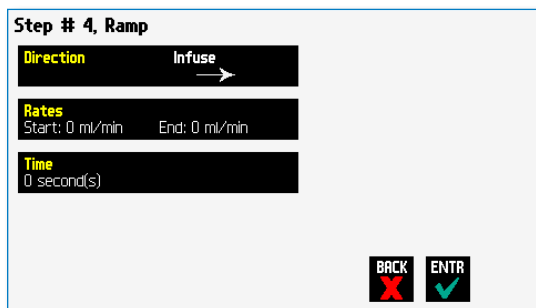 Step # 4, Ramp
Direction Infuse
Rates
Start: 0 ml/min End: 0 ml/min
Time
0 second(s)
BACK ENTR